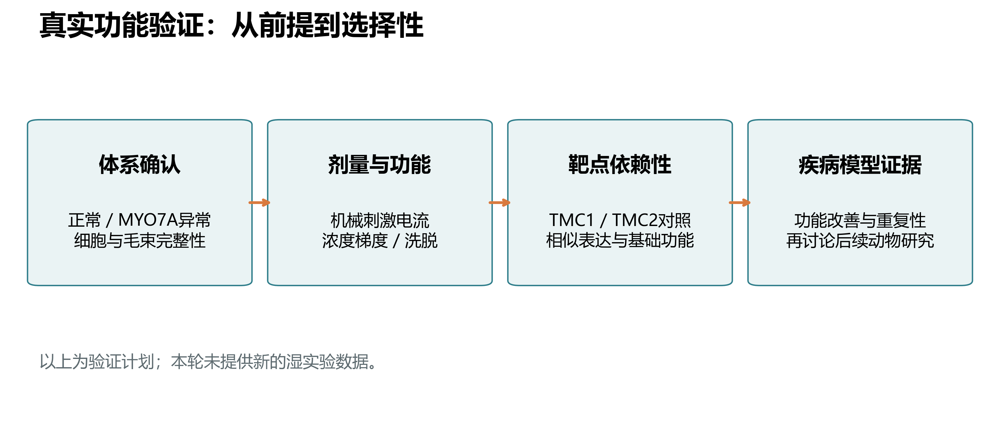 真实功能验证：从前提到选择性
体系确认
正常 / MYO7A异常
细胞与毛束完整性
剂量与功能
机械刺激电流
浓度梯度 / 洗脱
靶点依赖性
TMC1 / TMC2对照
相似表达与基础功能
疾病模型证据
功能改善与重复性
再讨论后续动物研究
以上为验证计划；本轮未提供新的湿实验数据。